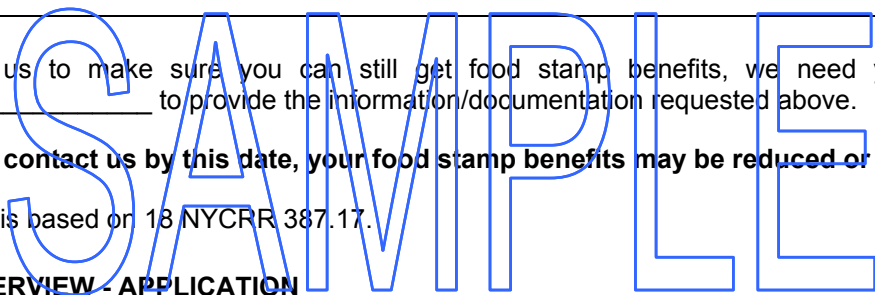 us to make sure you can still get food stamp benefits, we need
____________ to provide the information/documentation requested above.
contact us by this date, your food stamp benefits may be reduced or
is based on 18 NYCRR 387.17.
ERVIEW - APPLICATION
SAMPLE